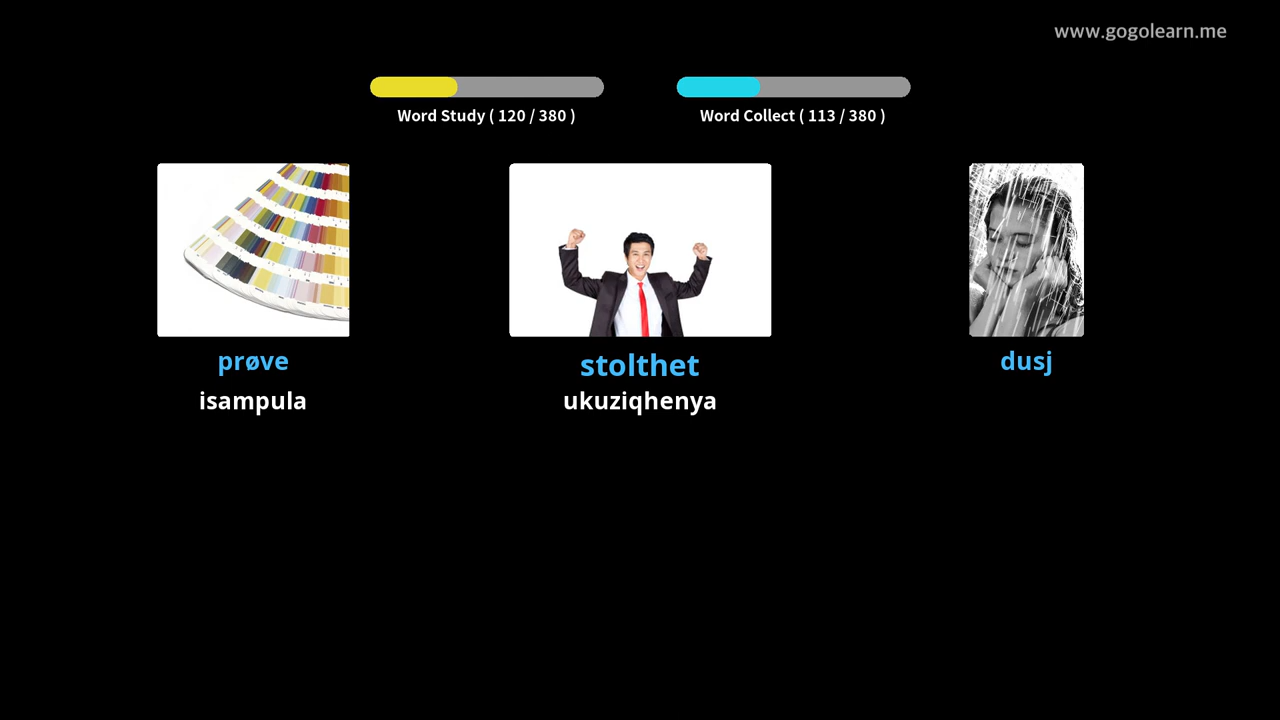 www.gogolearn.me
Word Study ( 120 / 380 )
Word Collect ( 113 / 380 )
prøve
isampula
stolthet
ukuziqhenya
dusj